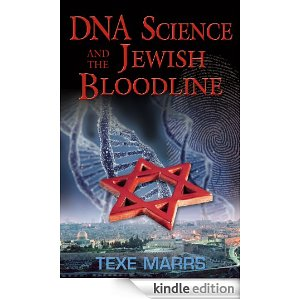 DNA SCIENCE
AND THE JEWISH
BLOODLINE
TEXE MARRS
kindle edition